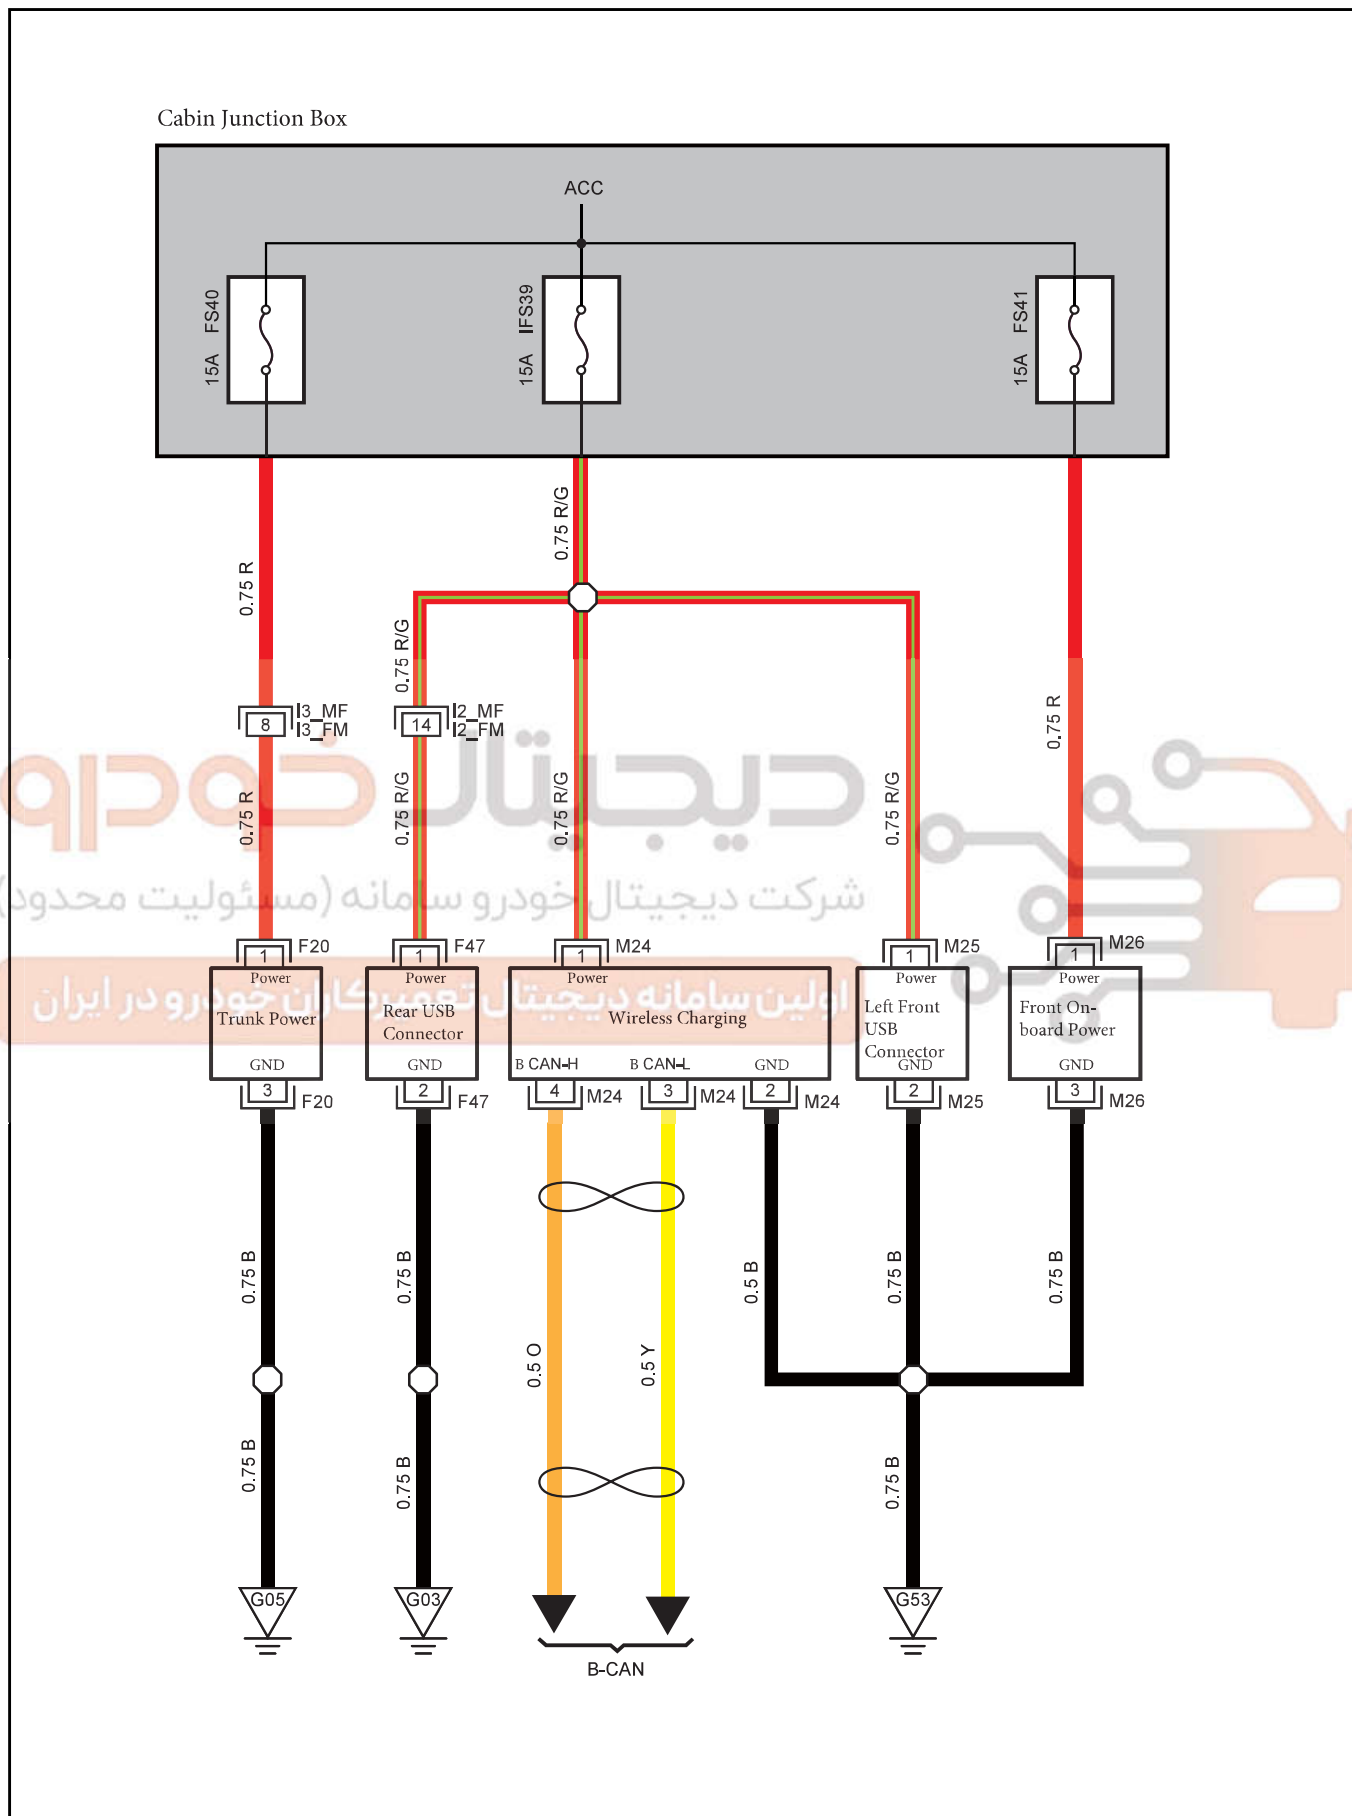 Cabin Junction Box
ACC
15A FS40
15A IFS39
15A FS41
0.75 R
0.75 R/G
0.75 R/G
0.75 R
8
I3_MF
I3_FM
14
I2_MF
I2_FM
دیجیتال خودرو
0.75 R
0.75 R/G
0.75 R/G
0.75 R/G
شرکت دیجیتال خودرو سامانه (مسئولیت محدود)
اولین سامانه دیجیتال تعمیرکاران خودرو در ایران
1 F20
1 F47
1 M24
1 M25
1 M26
Power
Power
Power
Power
Power
Trunk Power
Rear USB
Connector
Wireless Charging
Left Front
USB
Connector
Front On-
board Power
GND
GND
B CAN-H
B CAN-L
GND
GND
GND
3 F20
2 F47
4 M24
3 M24
2 M24
2 M25
3 M26
0.75 B
0.75 B
0.5 B
0.75 B
0.75 B
0.5 O
0.5 Y
0.75 B
0.75 B
0.75 B
G05
G03
G53
B-CAN